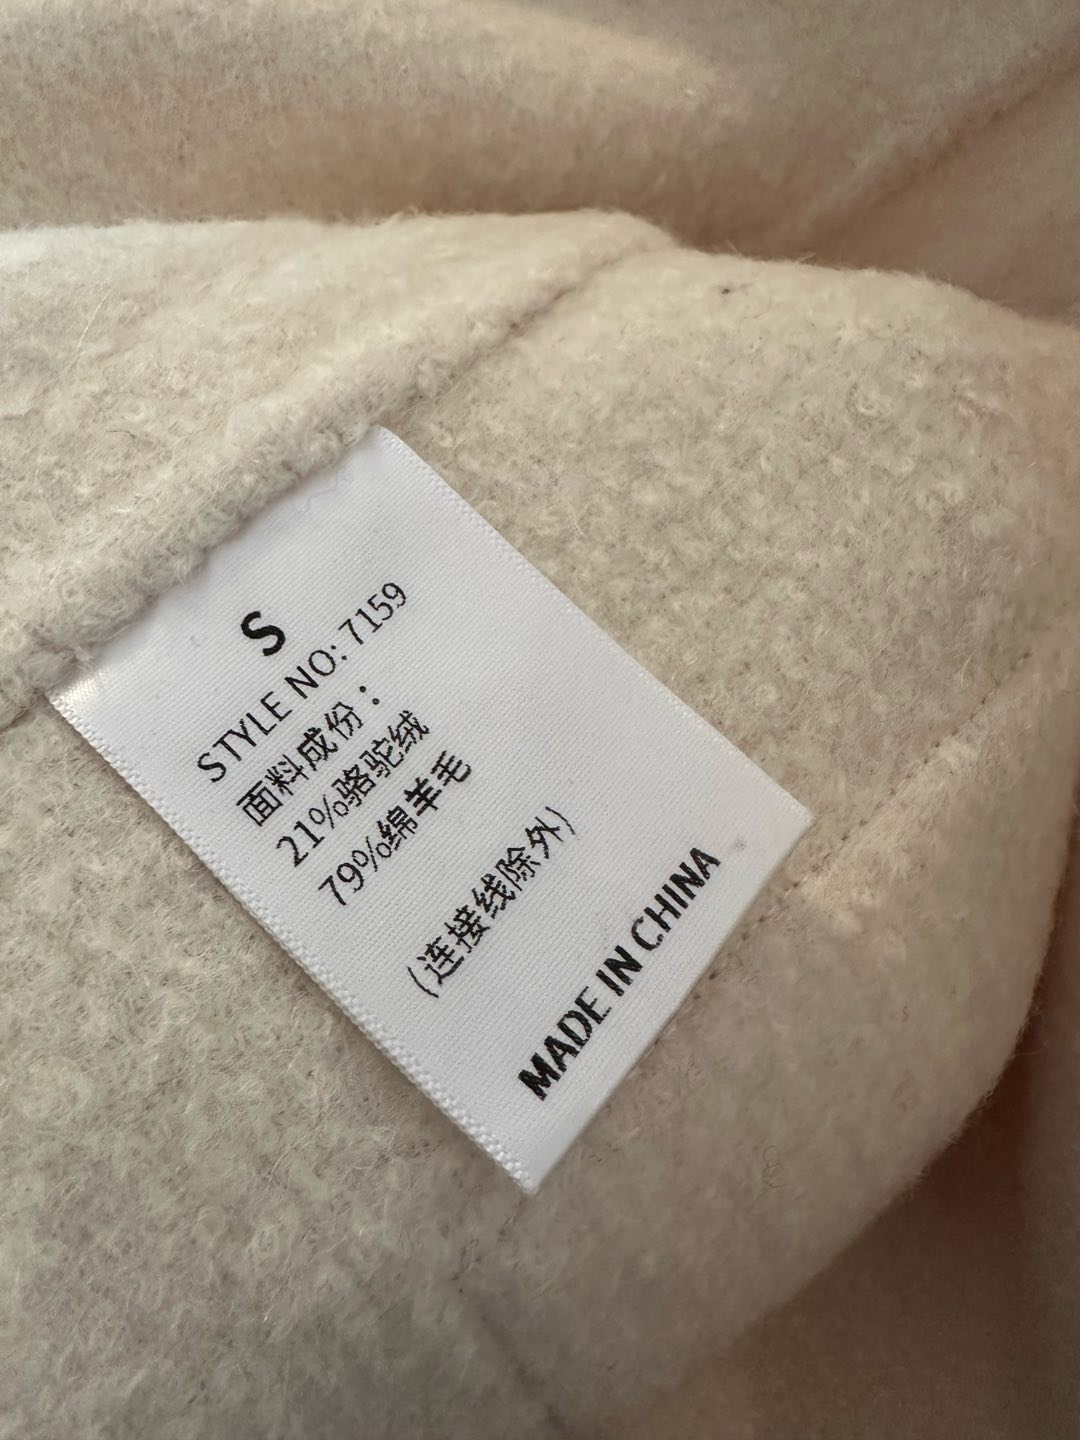 S
STYLE NO: 7159
面料成份：
21%骆驼绒
79%绵羊毛
(连接线除外)
MADE IN CHINA